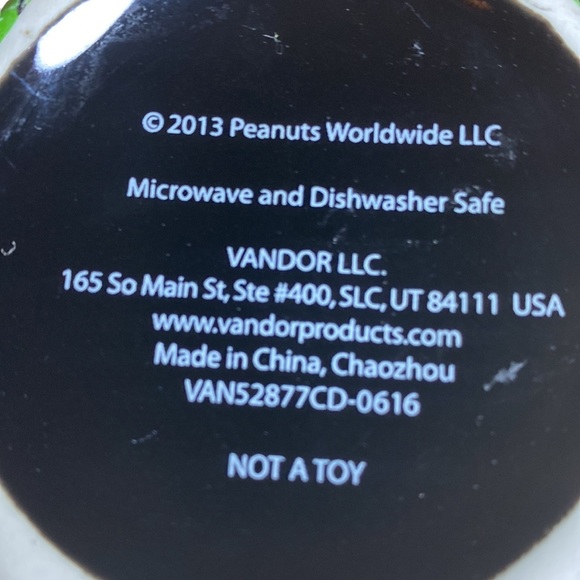 © 2013 Peanuts Worldwide LLC
Microwave and Dishwasher Safe
VANDOR LLC.
165 So Main St, Ste #400, SLC, UT 84111 USA
www.vandorproducts.com
Made in China, Chaozhou
VAN52877CD-0616
NOT A TOY